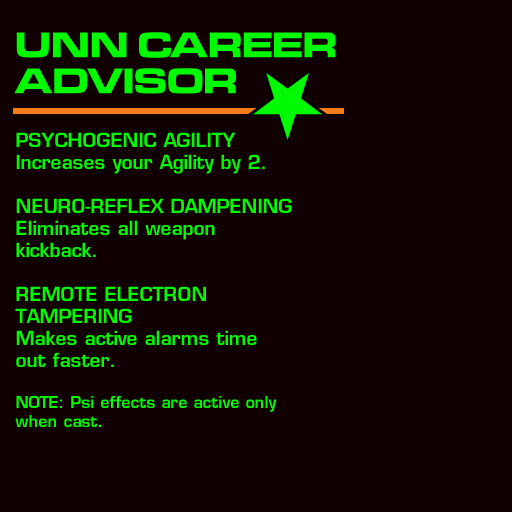 UNN CAREER
ADVISOR
PSYCHOGENIC AGILITY
Increases your Agility by 2.
NEURO-REFLEX DAMPENING
Eliminates all weapon
kickback.
REMOTE ELECTRON
TAMPERING
Makes active alarms time
out faster.
NOTE: Psi effects are active only
when cast.